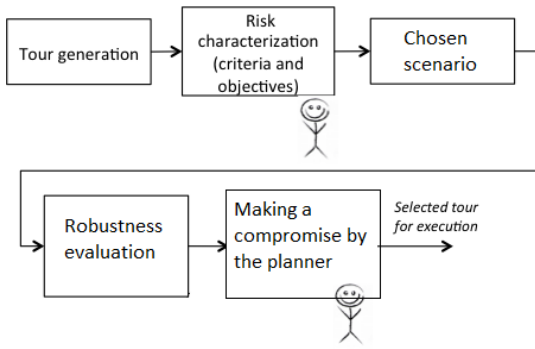 Tour generation
Risk
characterization
(criteria and
objectives)
Chosen
scenario
Robustness
evaluation
Making a
compromise by
the planner
Selected tour
for execution